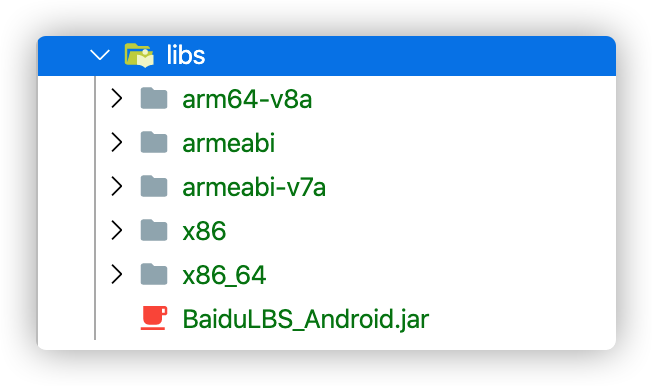 libs
arm64-v8a
armeabi
armeabi-v7a
x86
x86_64
BaiduLBS_Android.jar